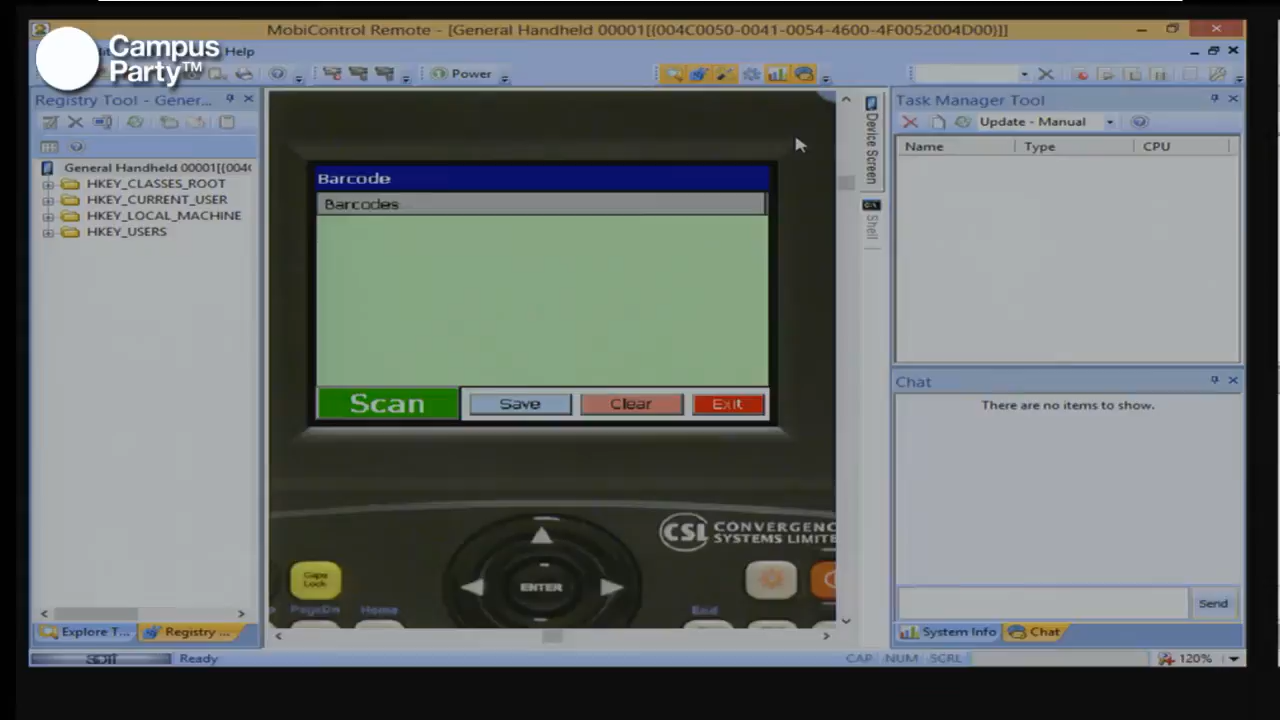 MobiControl Remote - [General Handheld 00001[{004C0050-0041-0054-4600-4F0052004D00}]]
Campus
Party™
Help
Power
Registry Tool - Gener...
General Handheld 00001[{004C
HKEY_CLASSES_ROOT
HKEY_CURRENT_USER
HKEY_LOCAL_MACHINE
HKEY_USERS
Explore T...
Registry ...
Barcode
Barcodes
Scan
Save
Clear
Exit
CSL CONVERGENC
SYSTEMS LIMITE
Caps
Lock
ENTER
PageDn
Home
End
Device Screen
Shell
Task Manager Tool
Update - Manual
Name
Type
CPU
Chat
There are no items to show.
Send
System Info
Chat
Ready
CAP
NUM
SCRL
120%